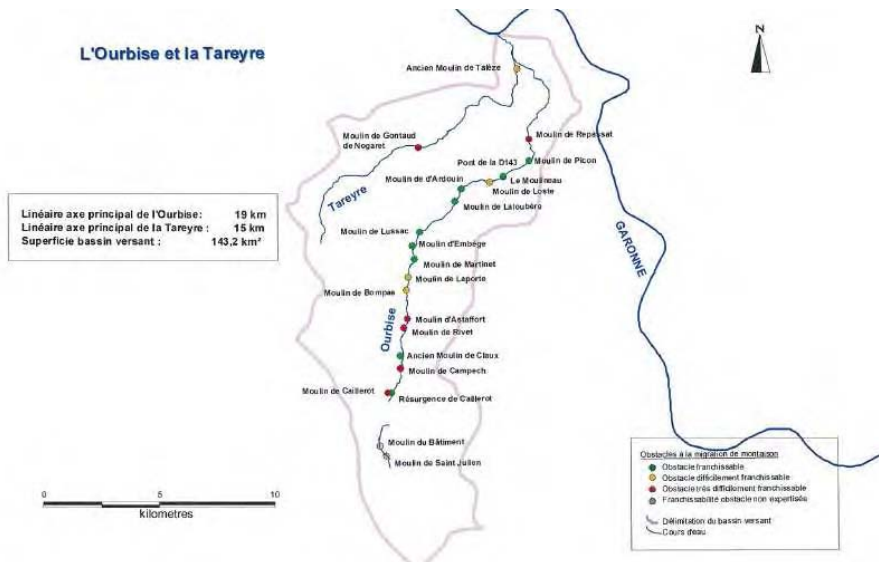 L'Ourbise et la Tareyre
N
Ancien Moulin de Talèze
Moulin de Gontaud
de Nogaret
Moulin de Repassat
Pont de la D143
Moulin de Picon
Moulin de d'Ardouin
Le Moulineau
Moulin de Loste
Moulin de Laloubère
Tareyre
Linéaire axe principal de l'Ourbise: 19 km
Linéaire axe principal de la Tareyre : 15 km
Superficie bassin versant : 143,2 km²
Moulin de Lussac
Moulin d'Embège
Moulin de Martinet
GARONNE
Moulin de Laporte
Moulin de Bompas
Ourbise
Moulin d'Astaffort
Moulin de Rivet
Ancien Moulin de Claux
Moulin de Campech
Moulin de Caillerot
Résurgence de Caillerot
Moulin du Bâtiment
Moulin de Saint Julien
0 5 10
kilomètres
Obstacles à la migration de montaison
Obstacle franchissable
Obstacle difficilement franchissable
Obstacle très difficilement franchissable
Franchissabilité obstacle non expertisée
Délimitation du bassin versant
Cours d'eau